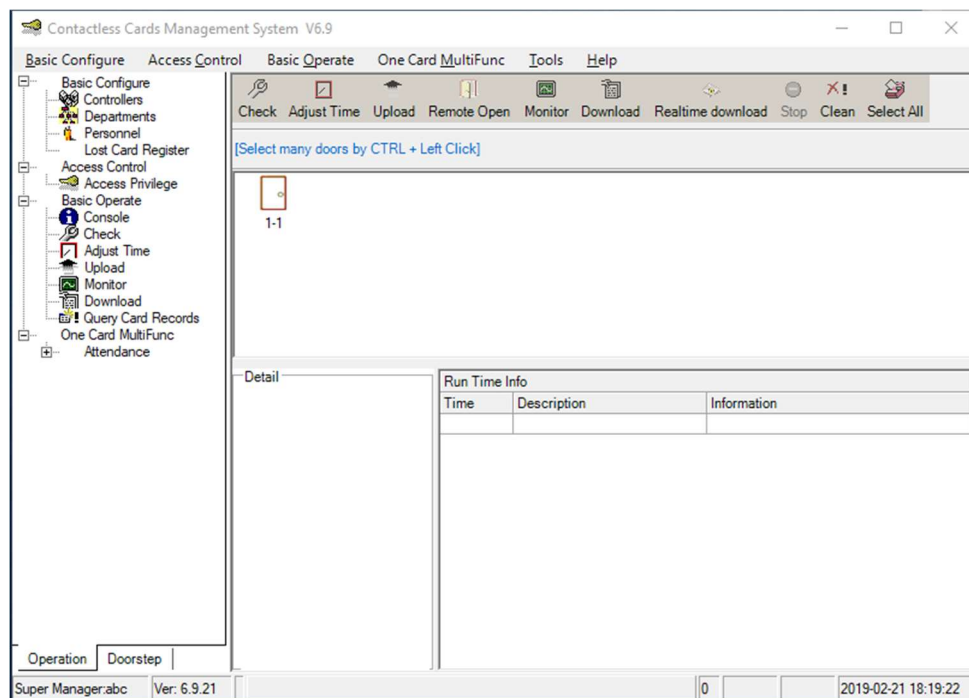 Contactless Cards Management System  V6.9
Basic Configure Access Control Basic Operate One Card MultiFunc Tools Help
Basic Configure
Controllers
Departments
Personnel
Lost Card Register
Access Control
Access Privilege
Basic Operate
Console
Check
Adjust Time
Upload
Monitor
Download
Query Card Records
One Card MultiFunc
Attendance
Operation Doorstep
Check Adjust Time Upload Remote Open Monitor Download Realtime download Stop Clean Select All
[Select many doors by CTRL + Left Click]
1-1
Detail
Run Time Info
Time Description Information
Super Manager:abc Ver: 6.9.21 0 2019-02-21 18:19:22